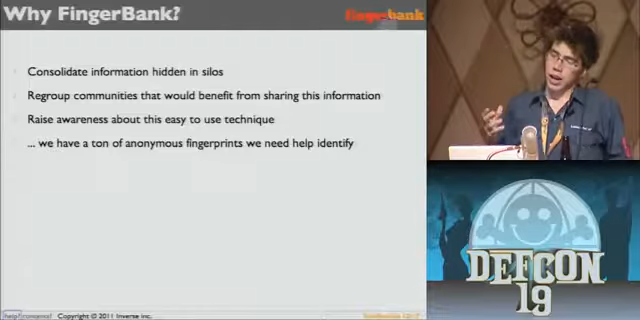 Why FingerBank?
fingerbank
Consolidate information hidden in silos
Regroup communities that would benefit from sharing this information
Raise awareness about this easy to use technique
... we have a ton of anonymous fingerprints we need help identify
Copyright © 2011 Inverse inc.
DEFCON
19